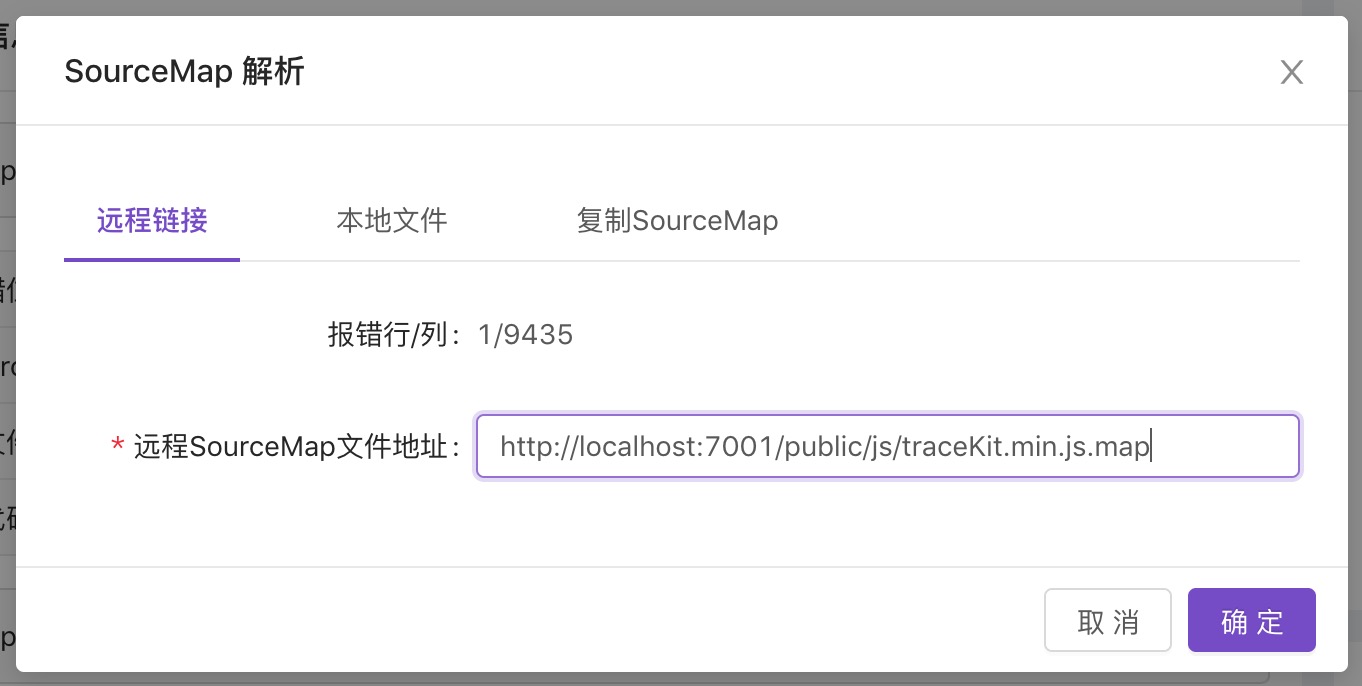 SourceMap 解析
远程链接 本地文件 复制SourceMap
报错行/列: 1/9435
* 远程SourceMap文件地址: http://localhost:7001/public/js/traceKit.min.js.map
取 消 确 定